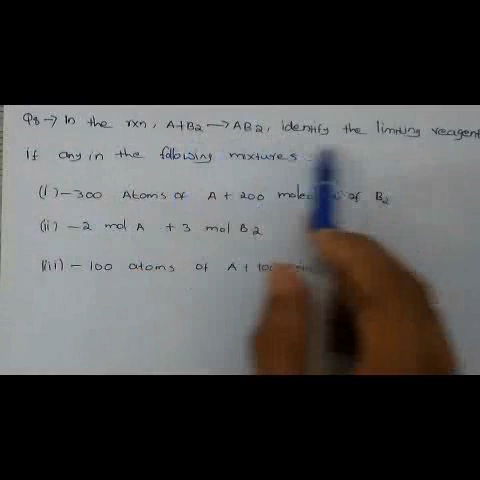 Q8 → In the rxn, A+B2 → AB2, identify the limiting reagent
if any in the following mixtures.
(i) - 300 Atoms of A + 200 of B2
(ii) - 2 mol A + 3 mol B2
(iii) - 100 atoms of A +